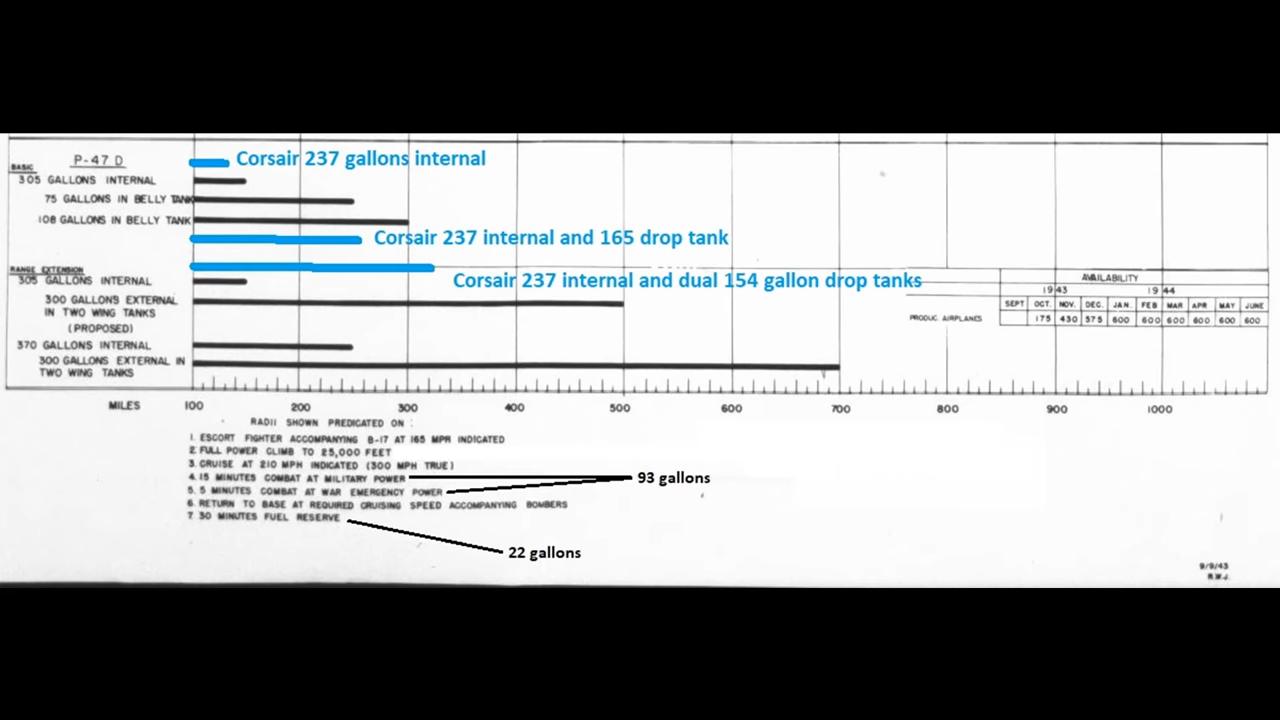 P-47 D
Corsair 237 gallons internal
BASIC
305 GALLONS INTERNAL
75 GALLONS IN BELLY TANK
108 GALLONS IN BELLY TANK
Corsair 237 internal and 165 drop tank
RANGE EXTENSION
305 GALLONS INTERNAL
Corsair 237 internal and dual 154 gallon drop tanks
300 GALLONS EXTERNAL
IN TWO WING TANKS
(PROPOSED)
370 GALLONS INTERNAL
300 GALLONS EXTERNAL IN
TWO WING TANKS
AVAILABILITY
1943 1944
SEPT OCT. NOV. DEC. JAN. FEB MAR APR MAY JUNE
PRODUC. AIRPLANES 175 430 575 600 600 600 600 600 600
MILES 100 200 300 400 500 600 700 800 900 1000
RADII SHOWN PREDICATED ON :
1. ESCORT FIGHTER ACCOMPANYING B-17 AT 165 MPR INDICATED
2. FULL POWER CLIMB TO 25,000 FEET
3. CRUISE AT 210 MPH INDICATED (300 MPH TRUE)
4. 15 MINUTES COMBAT AT MILITARY POWER
93 gallons
5. 5 MINUTES COMBAT AT WAR EMERGENCY POWER
6. RETURN TO BASE AT REQUIRED CRUISING SPEED ACCOMPANYING BOMBERS
7. 30 MINUTES FUEL RESERVE
22 gallons
9/9/43
R.W.J.